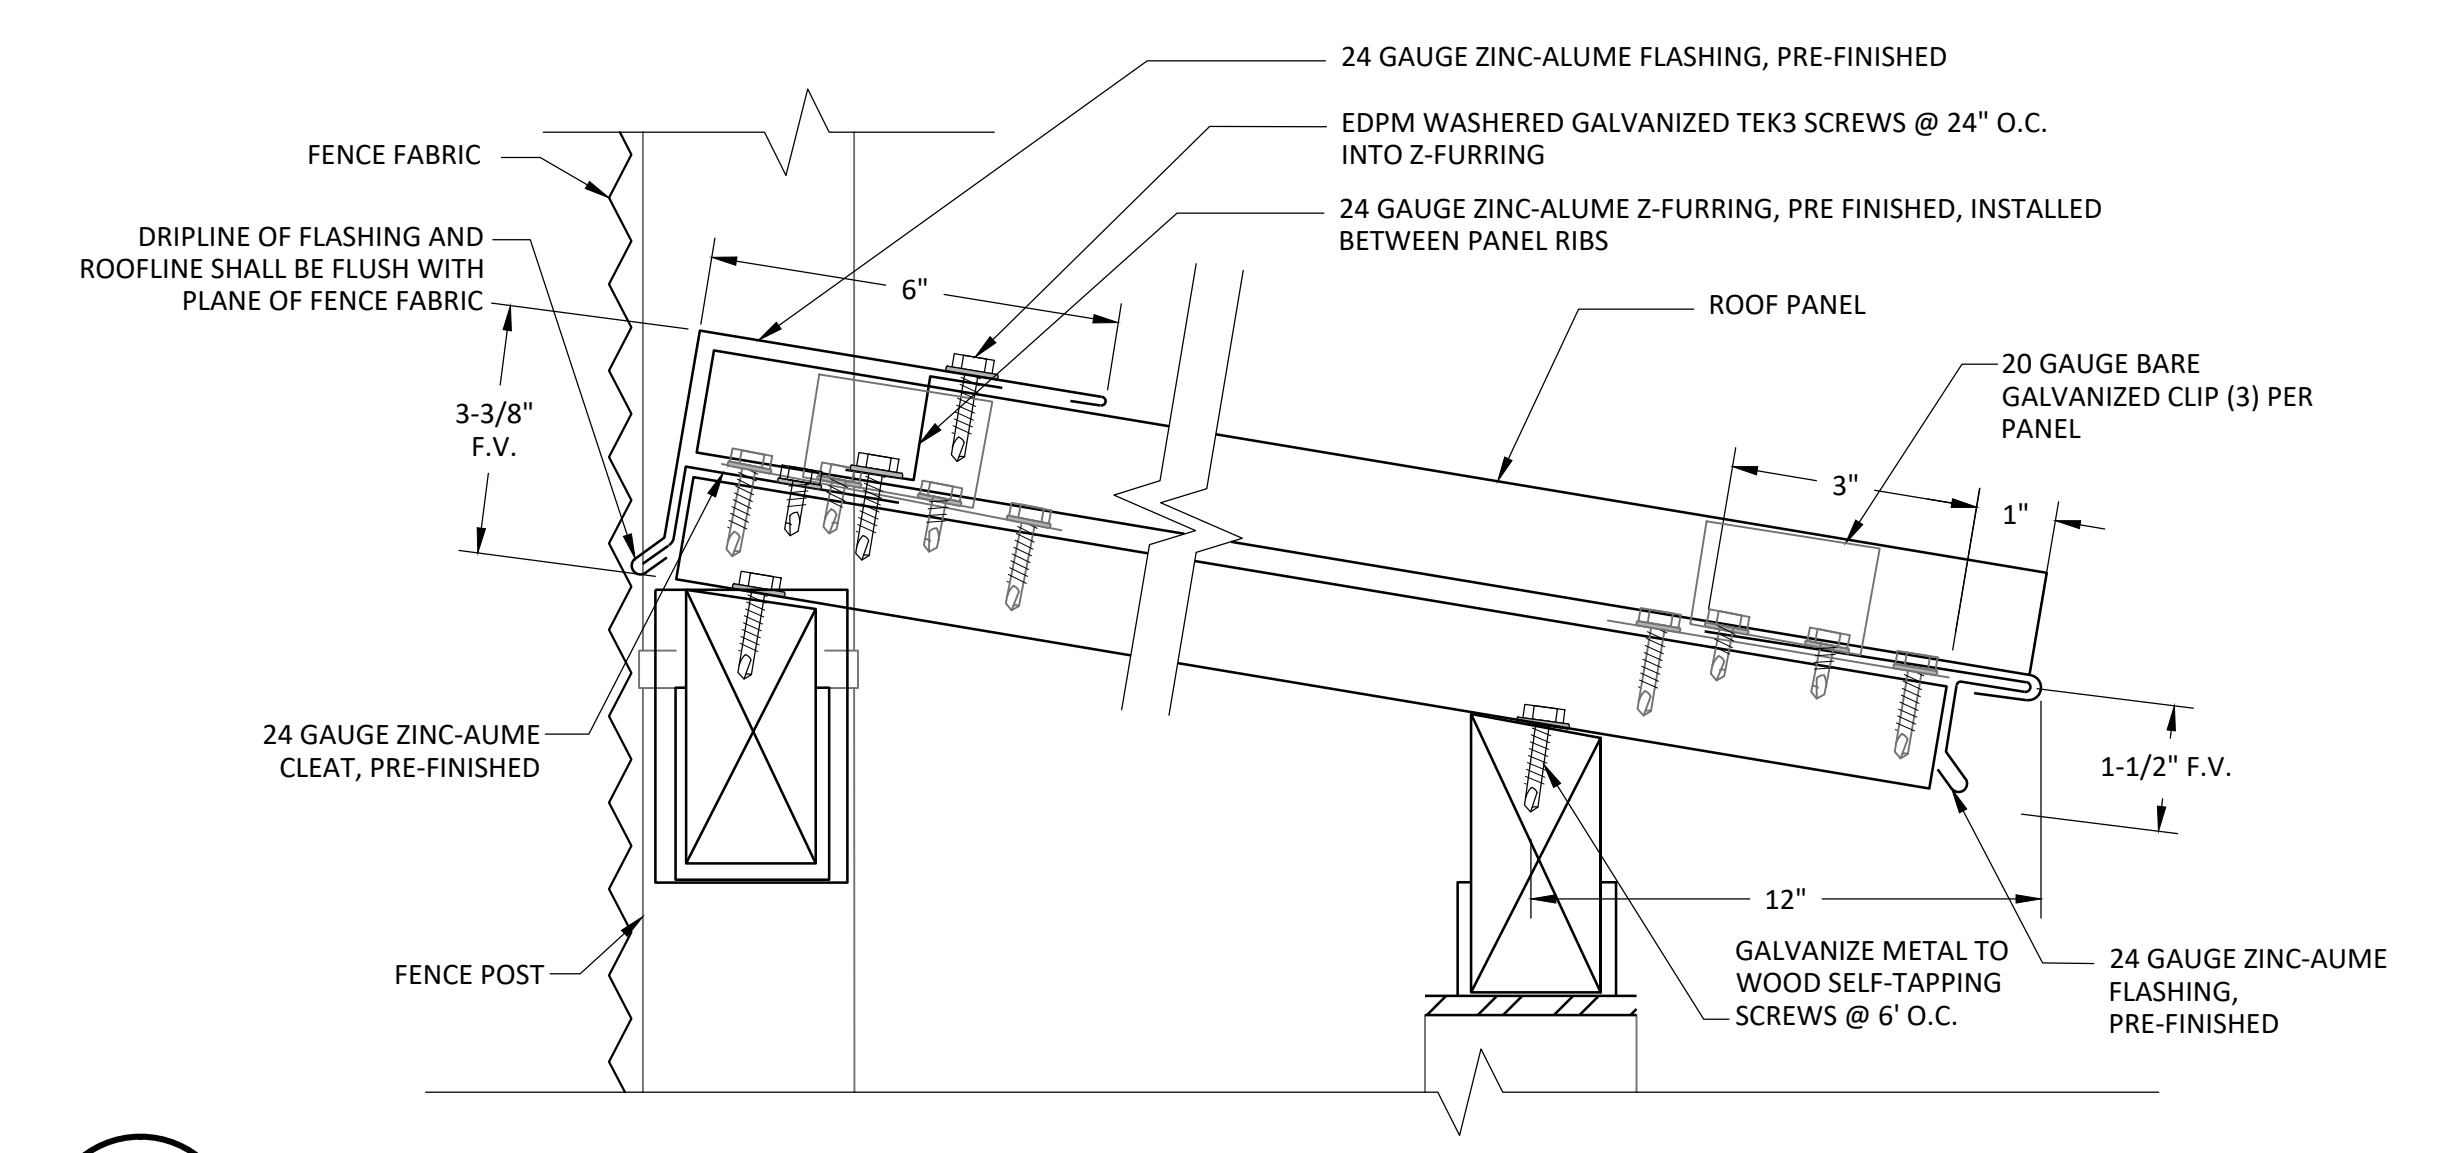 24 GAUGE ZINC-ALUME FLASHING, PRE-FINISHED
EDPM WASHERED GALVANIZED TEK3 SCREWS @ 24" O.C.
INTO Z-FURRING
FENCE FABRIC
24 GAUGE ZINC-ALUME Z-FURRING, PRE FINISHED, INSTALLED
BETWEEN PANEL RIBS
DRIPLINE OF FLASHING AND
ROOFLINE SHALL BE FLUSH WITH
PLANE OF FENCE FABRIC
6"
ROOF PANEL
20 GAUGE BARE
GALVANIZED CLIP (3) PER
PANEL
3-3/8"
F.V.
3"
1"
24 GAUGE ZINC-AUME
CLEAT, PRE-FINISHED
1-1/2" F.V.
12"
FENCE POST
GALVANIZE METAL TO
WOOD SELF-TAPPING
SCREWS @ 6' O.C.
24 GAUGE ZINC-AUME
FLASHING,
PRE-FINISHED